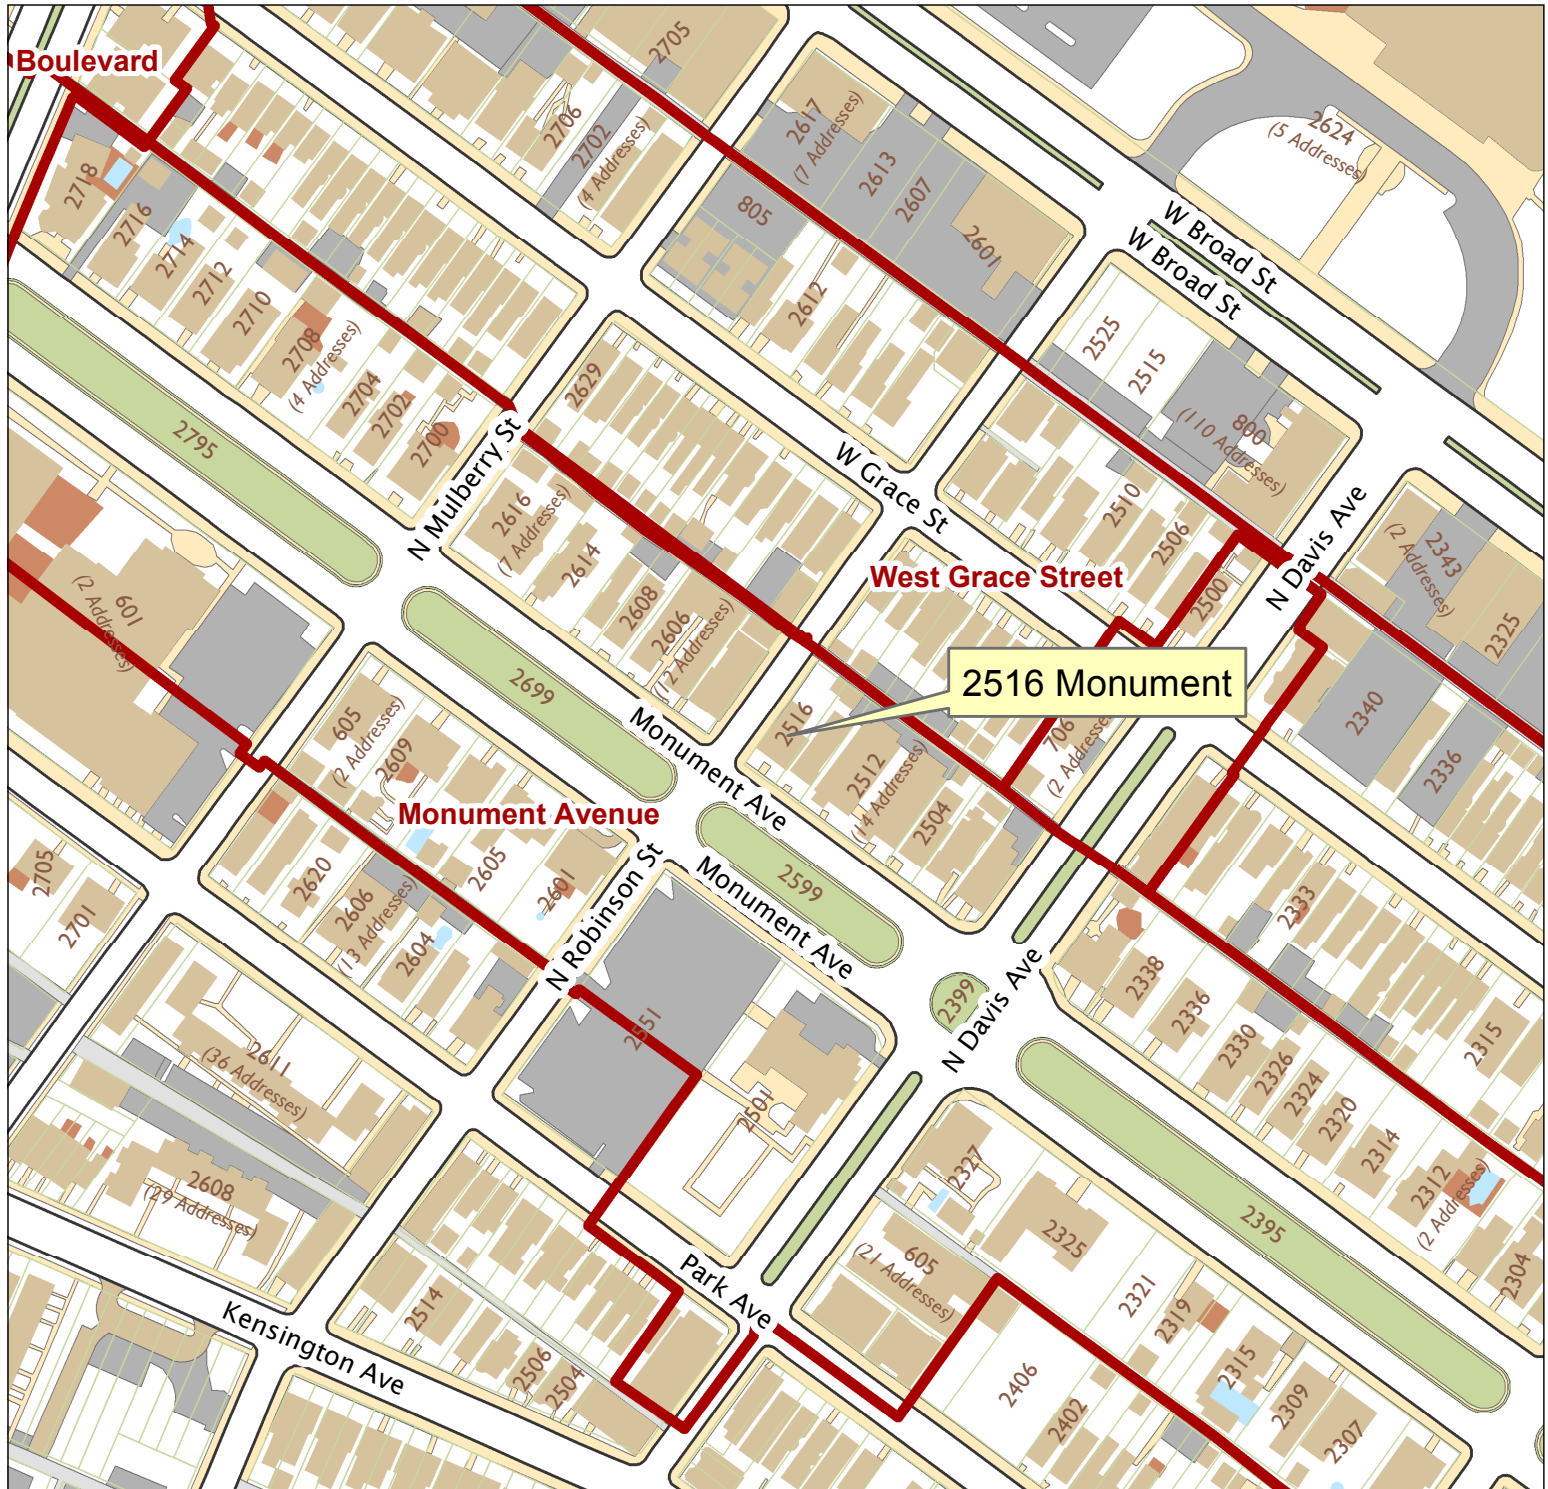 Boulevard
2705
2617
(7 Addresses)
2624
(5 Addresses)
2706
2702
(4 Addresses)
2613
2607
805
2601
W Broad St
W Broad St
2718
2716
2714
2712
2710
2708
(4 Addresses)
2704
2702
2700
2612
2525
2515
800
(110 Addresses)
2629
2795
N Mulberry St
W Grace St
2510
2506
2500
N Davis Ave
2343
(2 Addresses)
2325
2616
(7 Addresses)
2614
2608
2606
(12 Addresses)
West Grace Street
601
(2 Addresses)
2699
2516 Monument
2516
706
(2 Addresses)
2340
2336
605
(2 Addresses)
2609
Monument Ave
2512
(14 Addresses)
2504
Monument Avenue
2605
2601
2620
2606
(13 Addresses)
2604
N Robinson St
Monument Ave
2599
2705
2701
2333
2338
2336
2399
N Davis Ave
2330
2326
2324
2320
2314
2315
2312
(2 Addresses)
2304
2551
2501
2611
(36 Addresses)
2608
(29 Addresses)
2327
2325
2395
605
(21 Addresses)
2321
2319
2315
2309
2307
Park Ave
Kensington Ave
2514
2506
2504
2406
2402